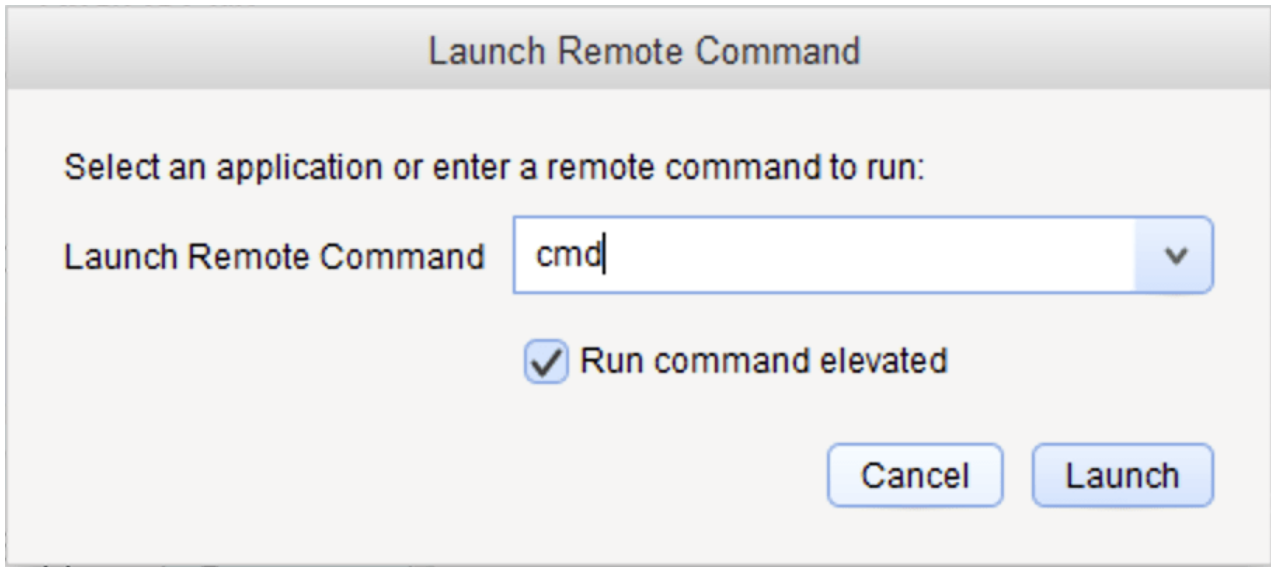 Launch Remote Command
Select an application or enter a remote command to run:
Launch Remote Command cmd
Run command elevated
Cancel Launch